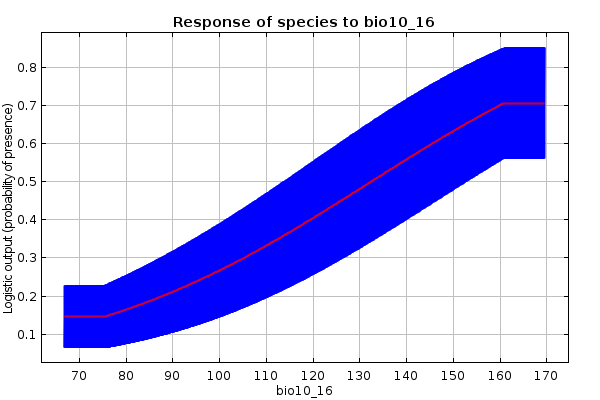 Response of species to bio10_16
Logistic output (probability of presence)
0.8
0.7
0.6
0.5
0.4
0.3
0.2
0.1
70 80 90 100 110 120 130 140 150 160 170
bio10_16